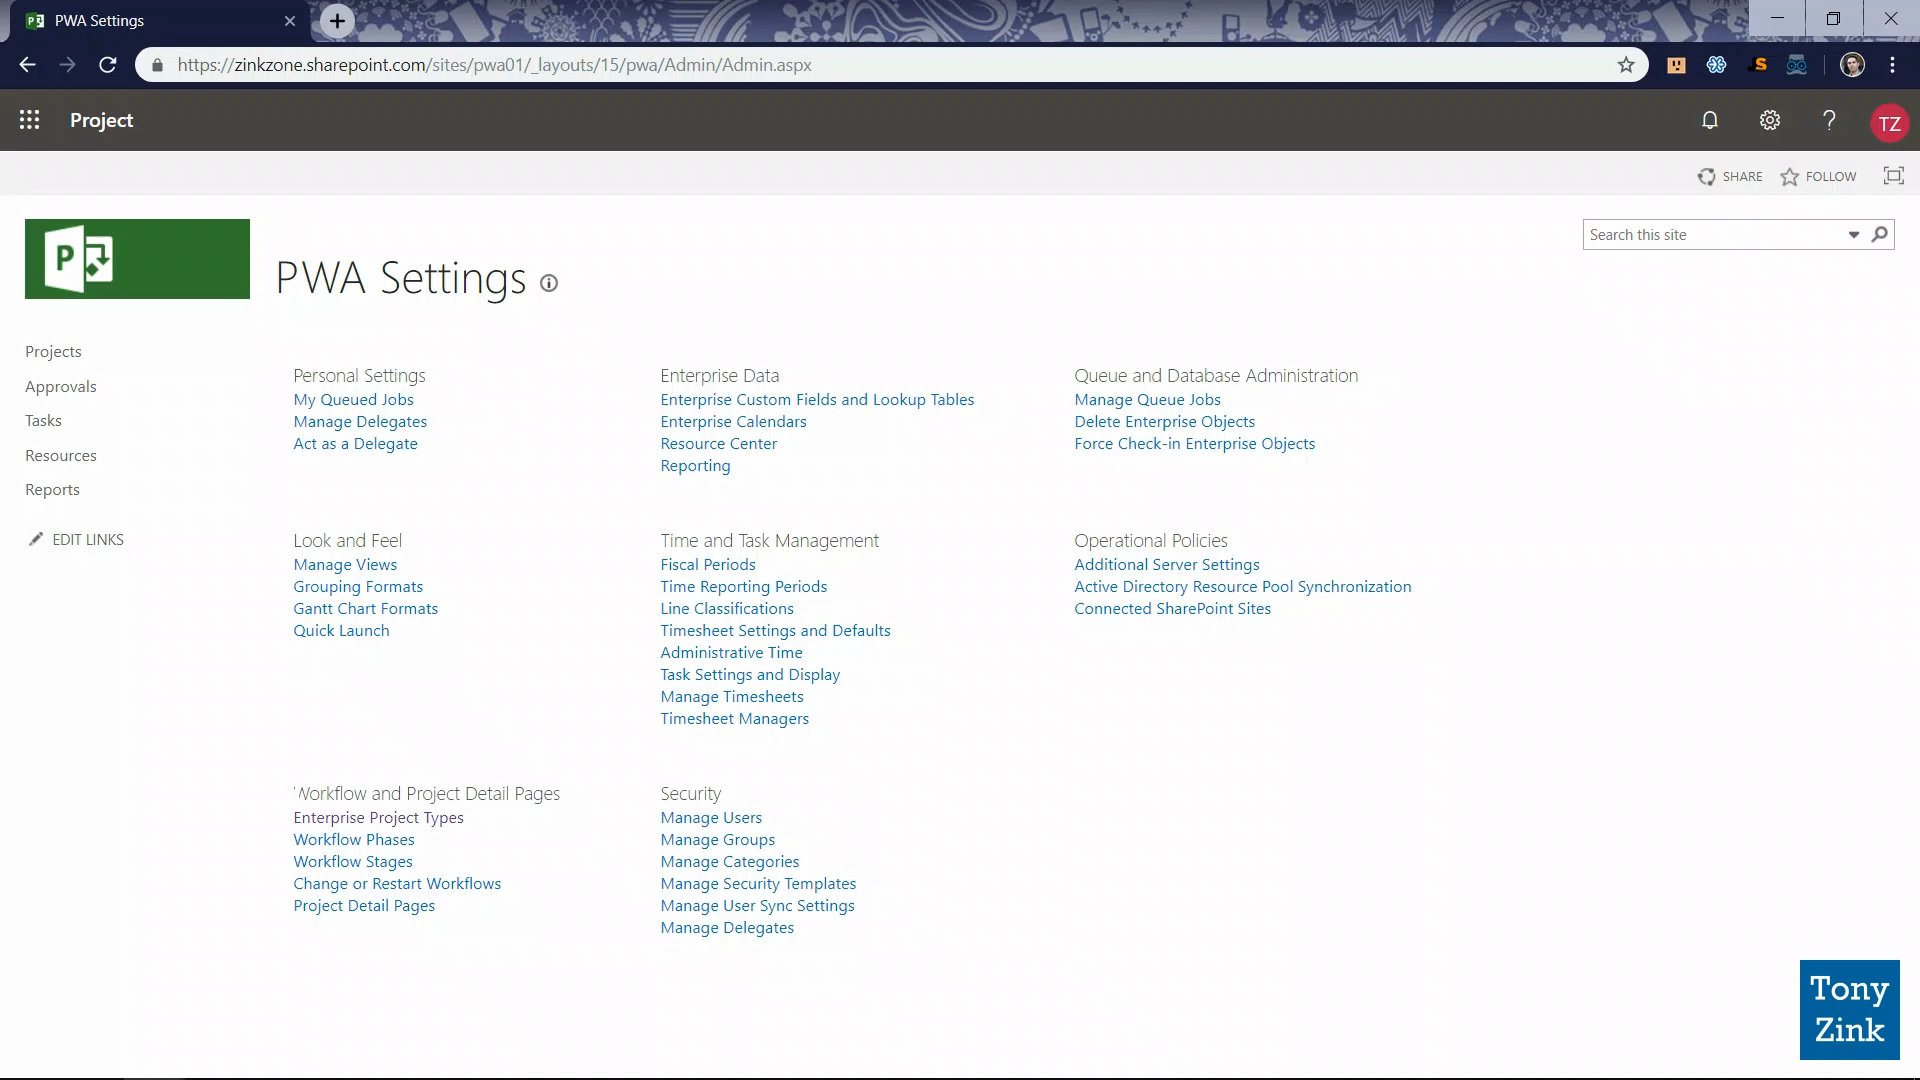 PWA Settings
https://zinkzone.sharepoint.com/sites/pwa01/_layouts/15/pwa/Admin/Admin.aspx
Project
TZ
SHARE
FOLLOW
P
PWA Settings
Search this site
Projects
Approvals
Tasks
Resources
Reports
EDIT LINKS
Personal Settings
My Queued Jobs
Manage Delegates
Act as a Delegate
Enterprise Data
Enterprise Custom Fields and Lookup Tables
Enterprise Calendars
Resource Center
Reporting
Queue and Database Administration
Manage Queue Jobs
Delete Enterprise Objects
Force Check-in Enterprise Objects
Look and Feel
Manage Views
Grouping Formats
Gantt Chart Formats
Quick Launch
Time and Task Management
Fiscal Periods
Time Reporting Periods
Line Classifications
Timesheet Settings and Defaults
Administrative Time
Task Settings and Display
Manage Timesheets
Timesheet Managers
Operational Policies
Additional Server Settings
Active Directory Resource Pool Synchronization
Connected SharePoint Sites
Workflow and Project Detail Pages
Enterprise Project Types
Workflow Phases
Workflow Stages
Change or Restart Workflows
Project Detail Pages
Security
Manage Users
Manage Groups
Manage Categories
Manage Security Templates
Manage User Sync Settings
Manage Delegates
Tony
Zink